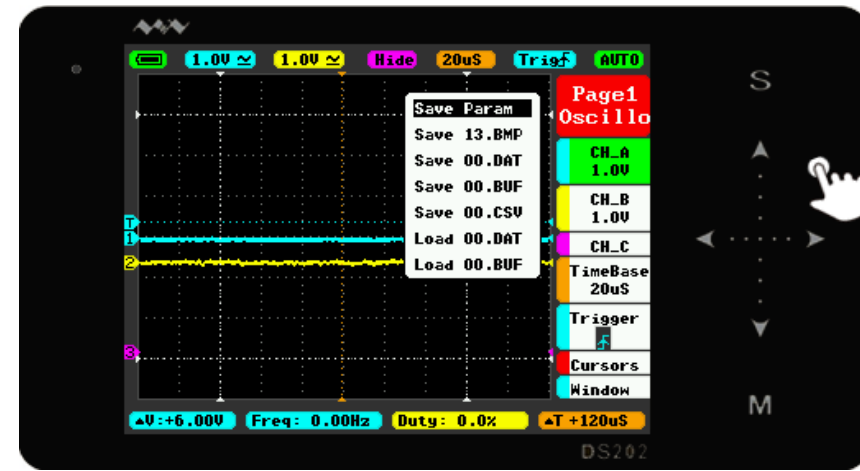 1.0V ≃ 1.0V ≃ Hide 20uS Trig AUTO
S
Page1
Oscillo
Save Param
Save 13.BMP
Save 00.DAT
Save 00.BUF
Save 00.CSV
Load 00.DAT
Load 00.BUF
CH_A
1.0V
CH_B
1.0V
CH_C
TimeBase
20uS
Trigger
Cursors
Window
T
1
2
3
M
▲V:+6.00V Freq: 0.00Hz Duty: 0.0% ▲T +120uS
DS202